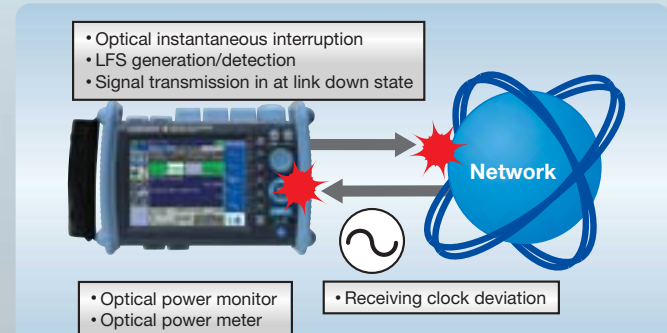 • Optical instantaneous interruption
• LFS generation/detection
• Signal transmission in at link down state
Network
• Optical power monitor
• Optical power meter
• Receiving clock deviation